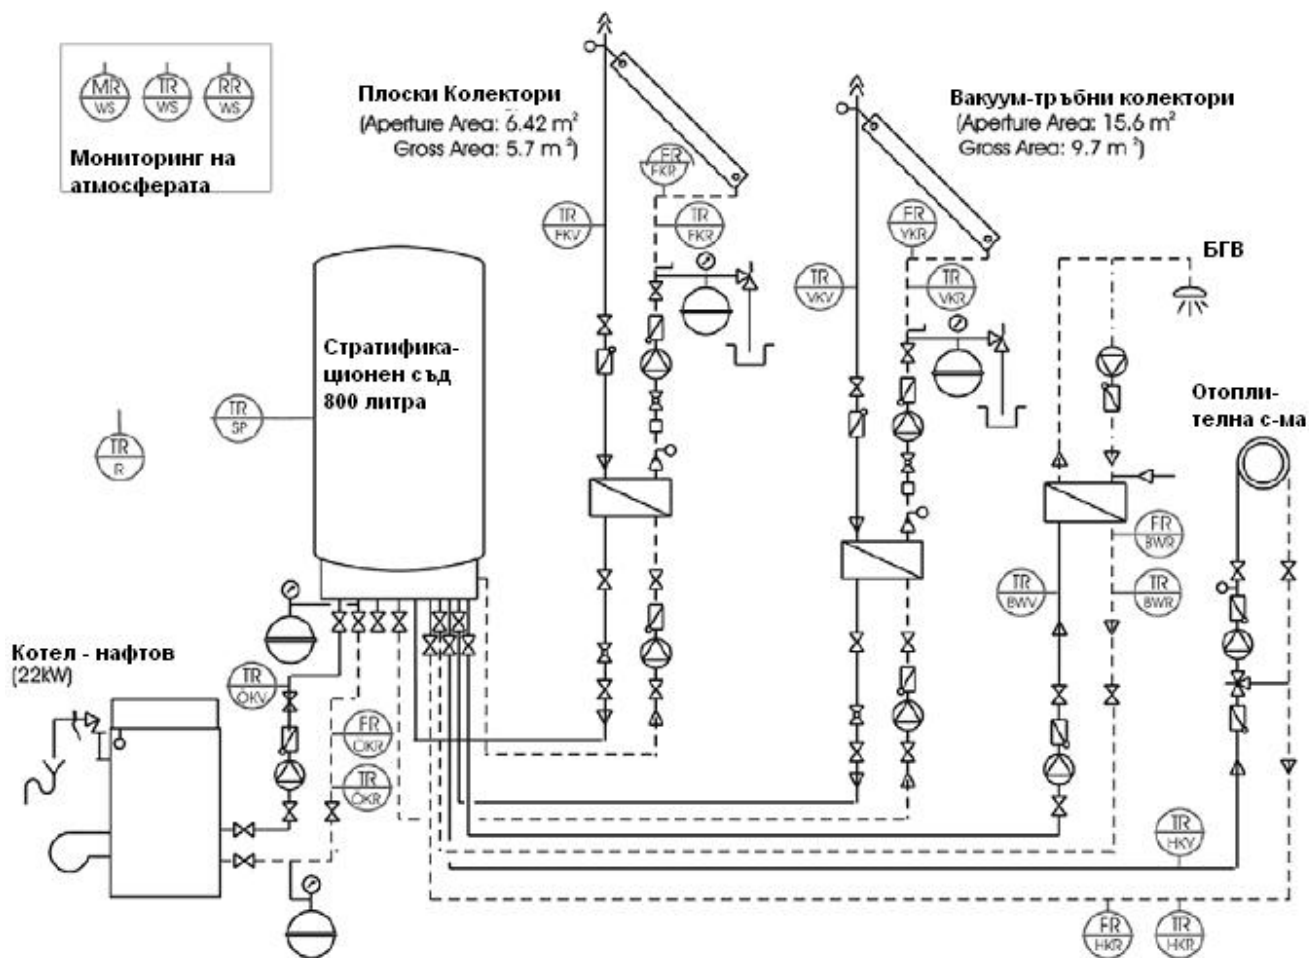 MR
WS
TR
WS
RR
WS
Мониторинг на
атмосферата
Плоски Колектори
(Aperture Area: 6.42 m²
Gross Area: 5.7 m²)
Вакуум-тръбни колектори
(Aperture Area: 15.6 m²
Gross Area: 9.7 m²)
FR
FKR
TR
FKV
TR
FKR
FR
VKR
TR
VKV
TR
VKR
БГВ
Стратифика-
ционен съд
800 литра
TR
SP
TR
R
Отопли-
телна с-ма
FR
BWR
TR
BWV
TR
BWR
Котел - нафтов
(22kW)
TR
ÖKV
FR
ÖKR
TR
ÖKR
TR
HKV
FR
HKR
TR
HKR